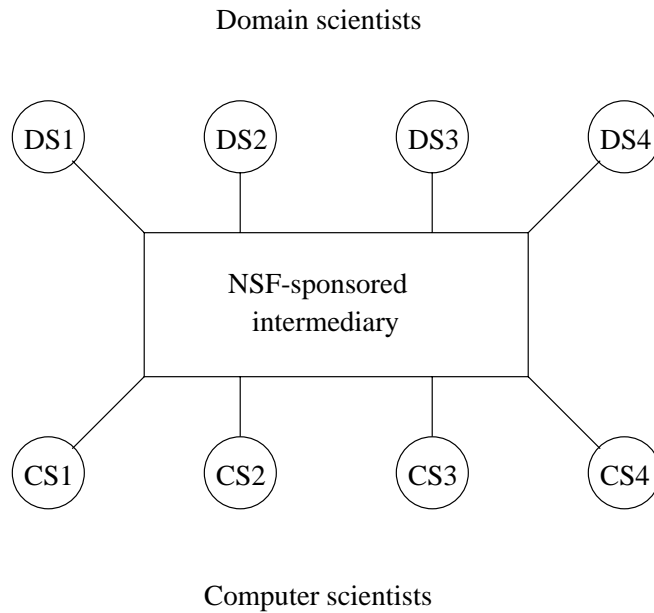 Domain scientists
DS1 DS2 DS3 DS4
NSF-sponsored
intermediary
CS1 CS2 CS3 CS4
Computer scientists